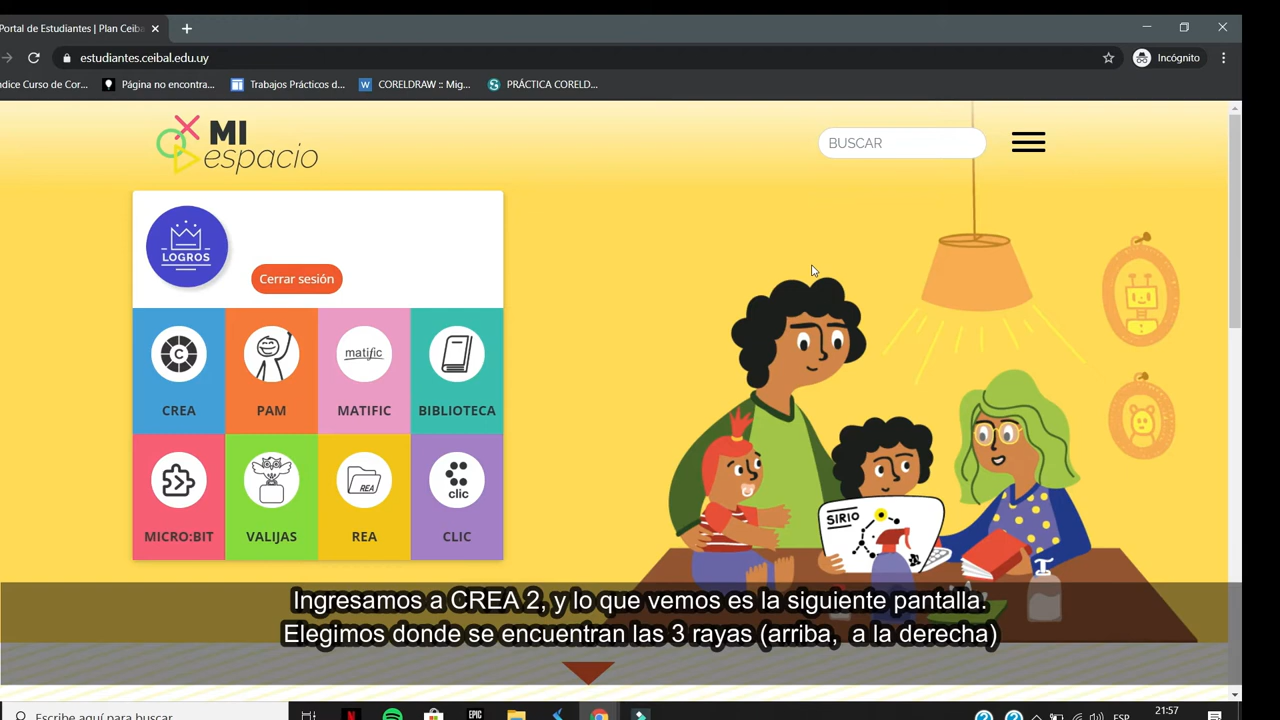 Portal de Estudiantes | Plan Ceiba
estudiantes.ceibal.edu.uy
Incógnito
ndice Curso de Cor...
Página no encontra...
Trabajos Prácticos d...
CORELDRAW :: Mig...
PRÁCTICA CORELD...
MI
espacio
BUSCAR
LOGROS
Cerrar sesión
matific
CREA
PAM
MATIFIC
BIBLIOTECA
REA
clic
MICRO:BIT
VALIJAS
REA
CLIC
SIRIO
Ingresamos a CREA 2, y lo que vemos es la siguiente pantalla.
Elegimos donde se encuentran las 3 rayas (arriba, a la derecha)
Escribe aquí para buscar
EPIC
ESP
21:57